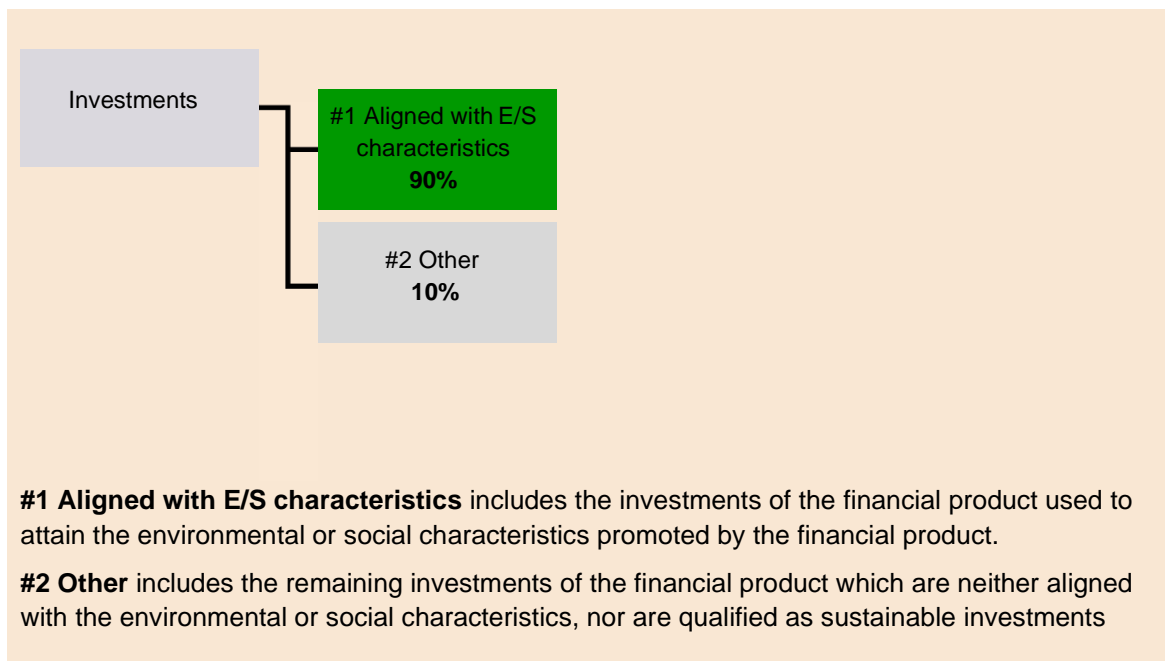 Investments
#1 Aligned with E/S
characteristics
90%
#2 Other
10%
#1 Aligned with E/S characteristics includes the investments of the financial product used to
attain the environmental or social characteristics promoted by the financial product.
#2 Other includes the remaining investments of the financial product which are neither aligned
with the environmental or social characteristics, nor are qualified as sustainable investments